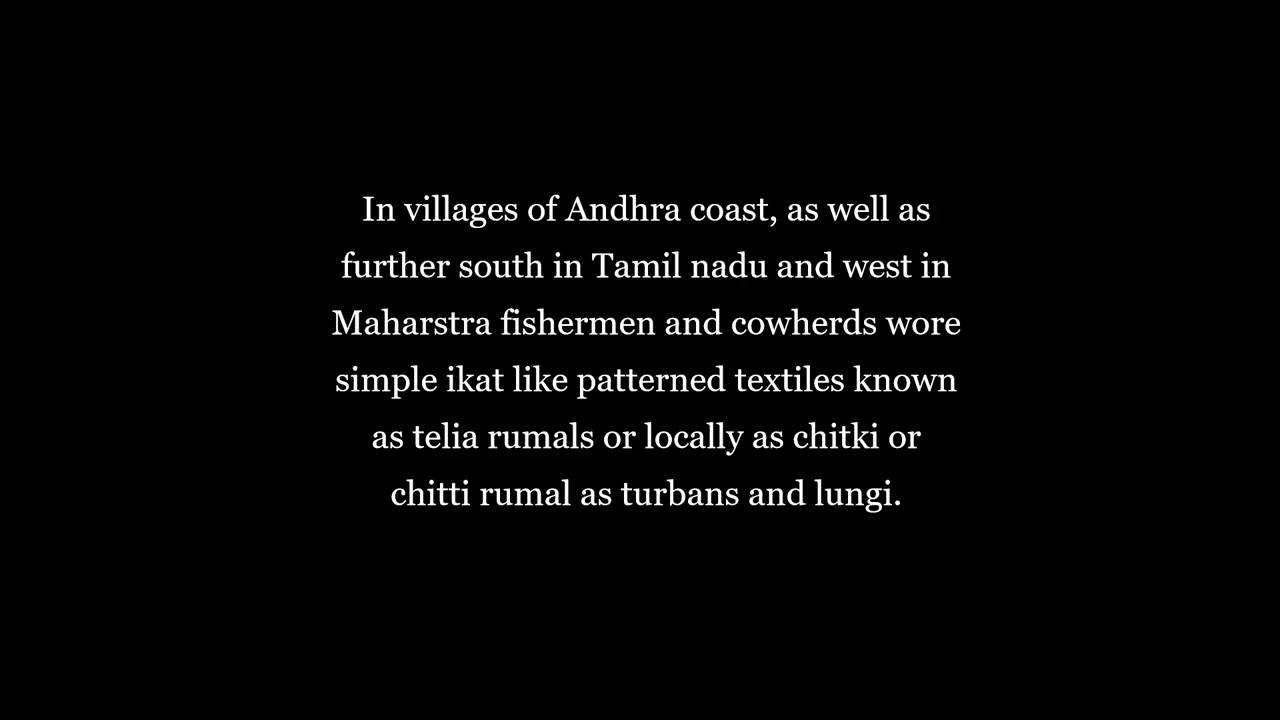 In villages of Andhra coast, as well as
further south in Tamil nadu and west in
Maharstra fishermen and cowherds wore
simple ikat like patterned textiles known
as telia rumals or locally as chitki or
chitti rumal as turbans and lungi.